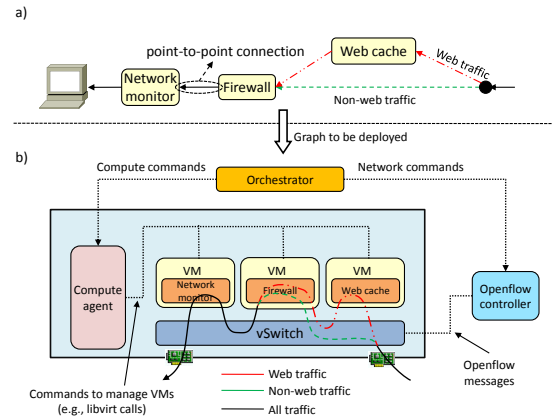 a)
point-to-point connection
Web cache
Web traffic
Network
monitor
Firewall
Non-web traffic
Graph to be deployed
b)
Compute commands
Network commands
Orchestrator
VM
VM
VM
Network
monitor
Firewall
Web cache
Compute
agent
Openflow
controller
vSwitch
Commands to manage VMs
(e.g., libvirt calls)
Web traffic
Non-web traffic
All traffic
Openflow
messages